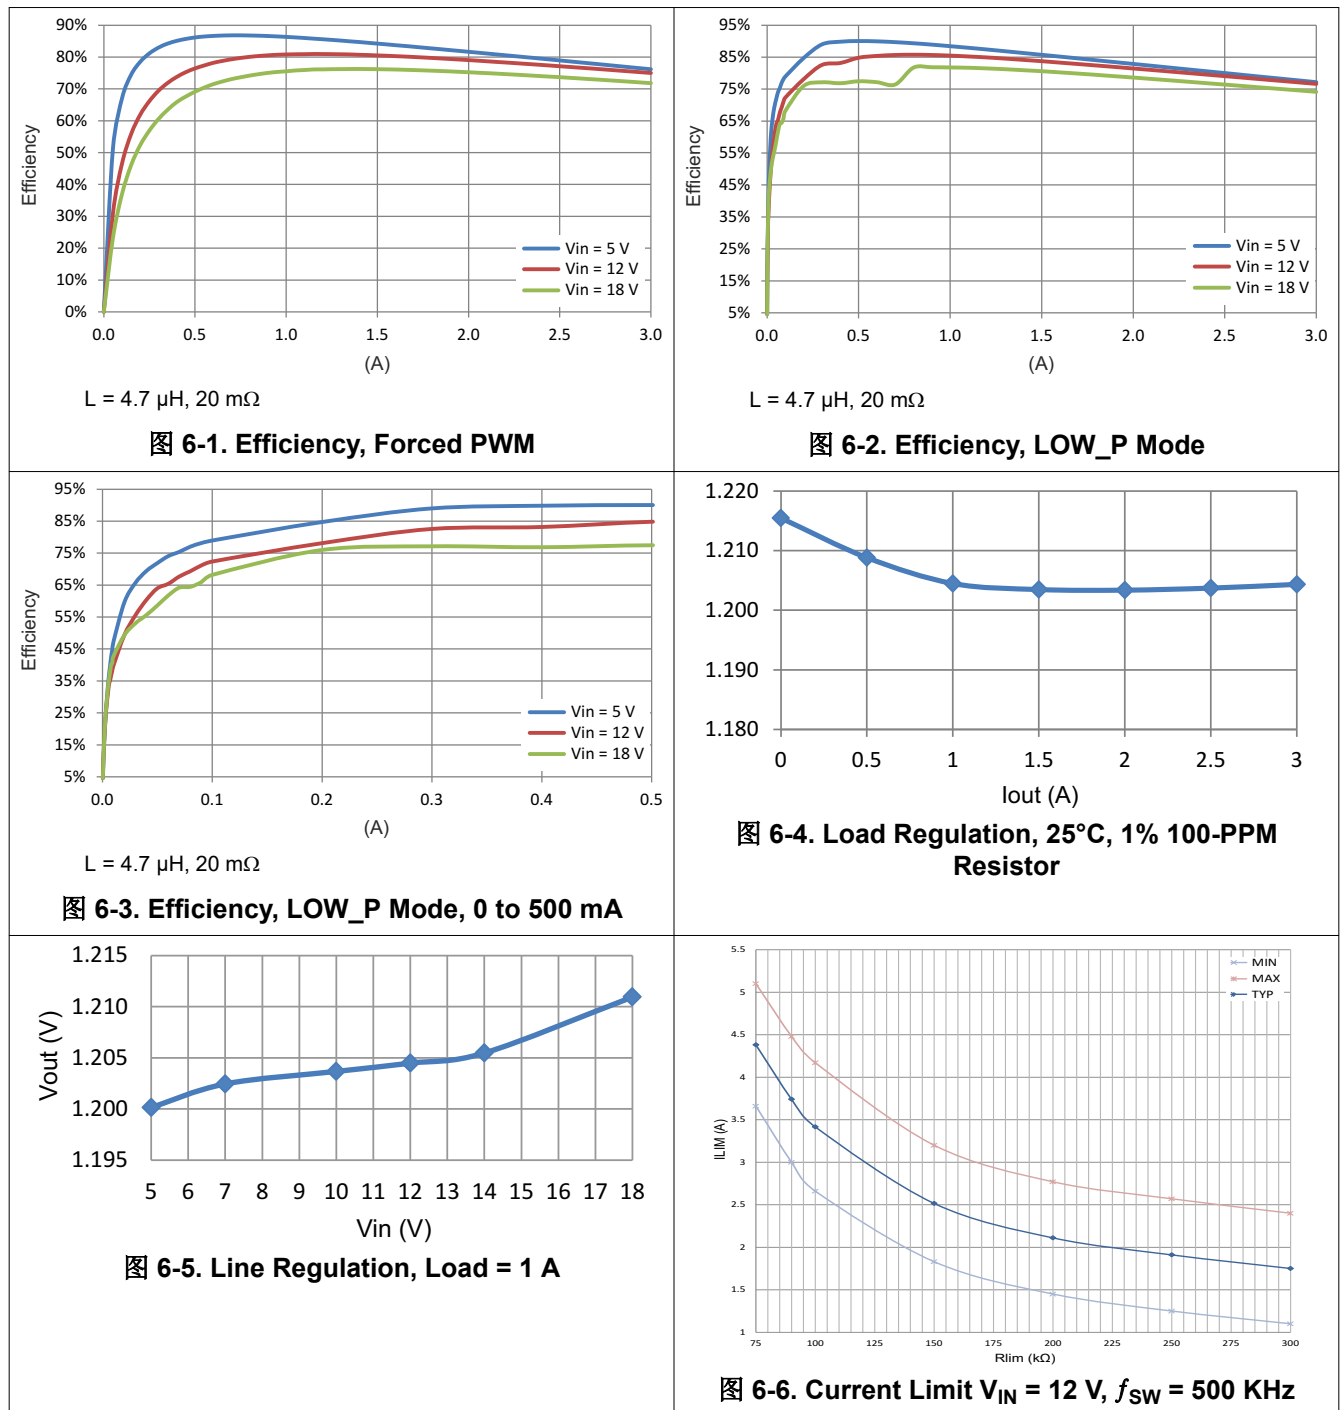 90%
80%
70%
60%
50%
40%
30%
20%
10%
0%
Efficiency
Vin = 5 V
Vin = 12 V
Vin = 18 V
0.0 0.5 1.0 1.5 2.0 2.5 3.0
(A)
L = 4.7 µH, 20 mΩ
图 6-1. Efficiency, Forced PWM
95%
85%
75%
65%
55%
45%
35%
25%
15%
5%
Efficiency
Vin = 5 V
Vin = 12 V
Vin = 18 V
0.0 0.5 1.0 1.5 2.0 2.5 3.0
(A)
L = 4.7 µH, 20 mΩ
图 6-2. Efficiency, LOW_P Mode
95%
85%
75%
65%
55%
45%
35%
25%
15%
5%
Efficiency
Vin = 5 V
Vin = 12 V
Vin = 18 V
0.0 0.1 0.2 0.3 0.4 0.5
(A)
L = 4.7 µH, 20 mΩ
图 6-3. Efficiency, LOW_P Mode, 0 to 500 mA
1.220
1.210
1.200
1.190
1.180
0 0.5 1 1.5 2 2.5 3
Iout (A)
图 6-4. Load Regulation, 25°C, 1% 100-PPM
Resistor
1.215
1.210
1.205
1.200
1.195
Vout (V)
5 6 7 8 9 10 11 12 13 14 15 16 17 18
Vin (V)
图 6-5. Line Regulation, Load = 1 A
5.5
5
4.5
4
3.5
3
2.5
2
1.5
1
ILIM (A)
MIN
MAX
TYP
75 100 125 150 175 200 225 250 275 300
Rlim (kΩ)
图 6-6. Current Limit VIN = 12 V, fSW = 500 KHz